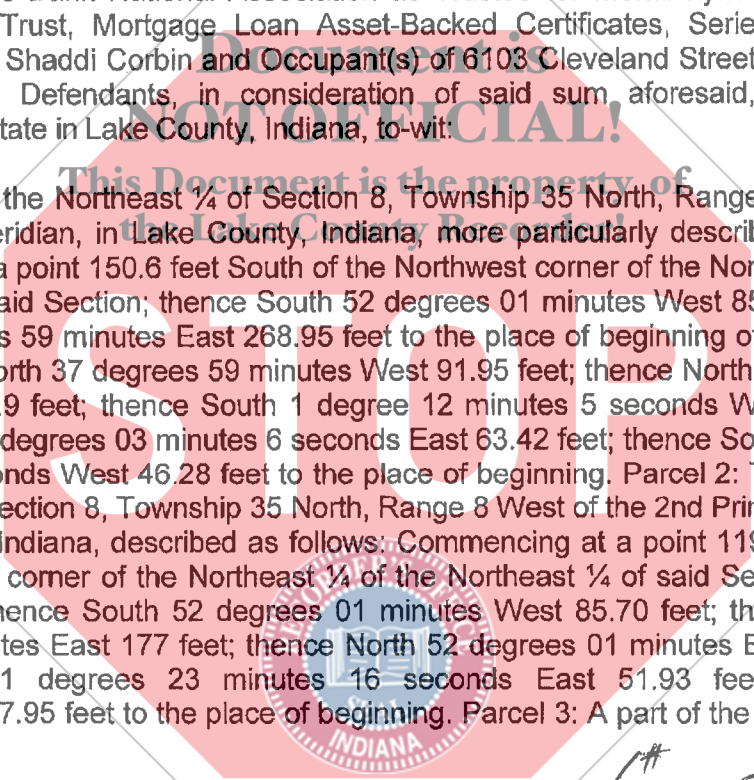 Trust, Mortgage Loan Asset-Backed Certificates, Serie
Shaddi Corbin and Occupant(s) of 6103 Cleveland Street
Defendants, in consideration of said sum aforesaid,
tate in Lake County, Indiana, to-wit:
Document is
NOT OFFICIAL!
This Document is the property of
the Lake County Recorder!
the Northeast ¼ of Section 8, Township 35 North, Range
eridian, in Lake County, Indiana, more particularly describ
a point 150.6 feet South of the Northwest corner of the Nor
aid Section; thence South 52 degrees 01 minutes West 8
s 59 minutes East 268.95 feet to the place of beginning o
orth 37 degrees 59 minutes West 91.95 feet; thence North
.9 feet; thence South 1 degree 12 minutes 5 seconds W
degrees 03 minutes 6 seconds East 63.42 feet; thence So
onds West 46.28 feet to the place of beginning. Parcel 2:
ection 8, Township 35 North, Range 8 West of the 2nd Prin
Indiana, described as follows: Commencing at a point 119
corner of the Northeast ¼ of the Northeast ¼ of said Se
hence South 52 degrees 01 minutes West 85.70 feet; th
tes East 177 feet; thence North 52 degrees 01 minutes E
1 degrees 23 minutes 16 seconds East 51.93 fee
7.95 feet to the place of beginning. Parcel 3: A part of the
STOP
SEAL
INDIANA